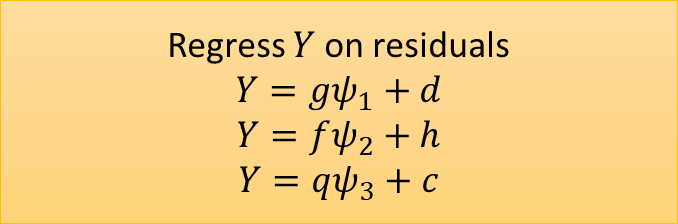 Regress Y on residuals
Y = gψ₁ + d
Y = fψ₂ + h
Y = qψ₃ + c